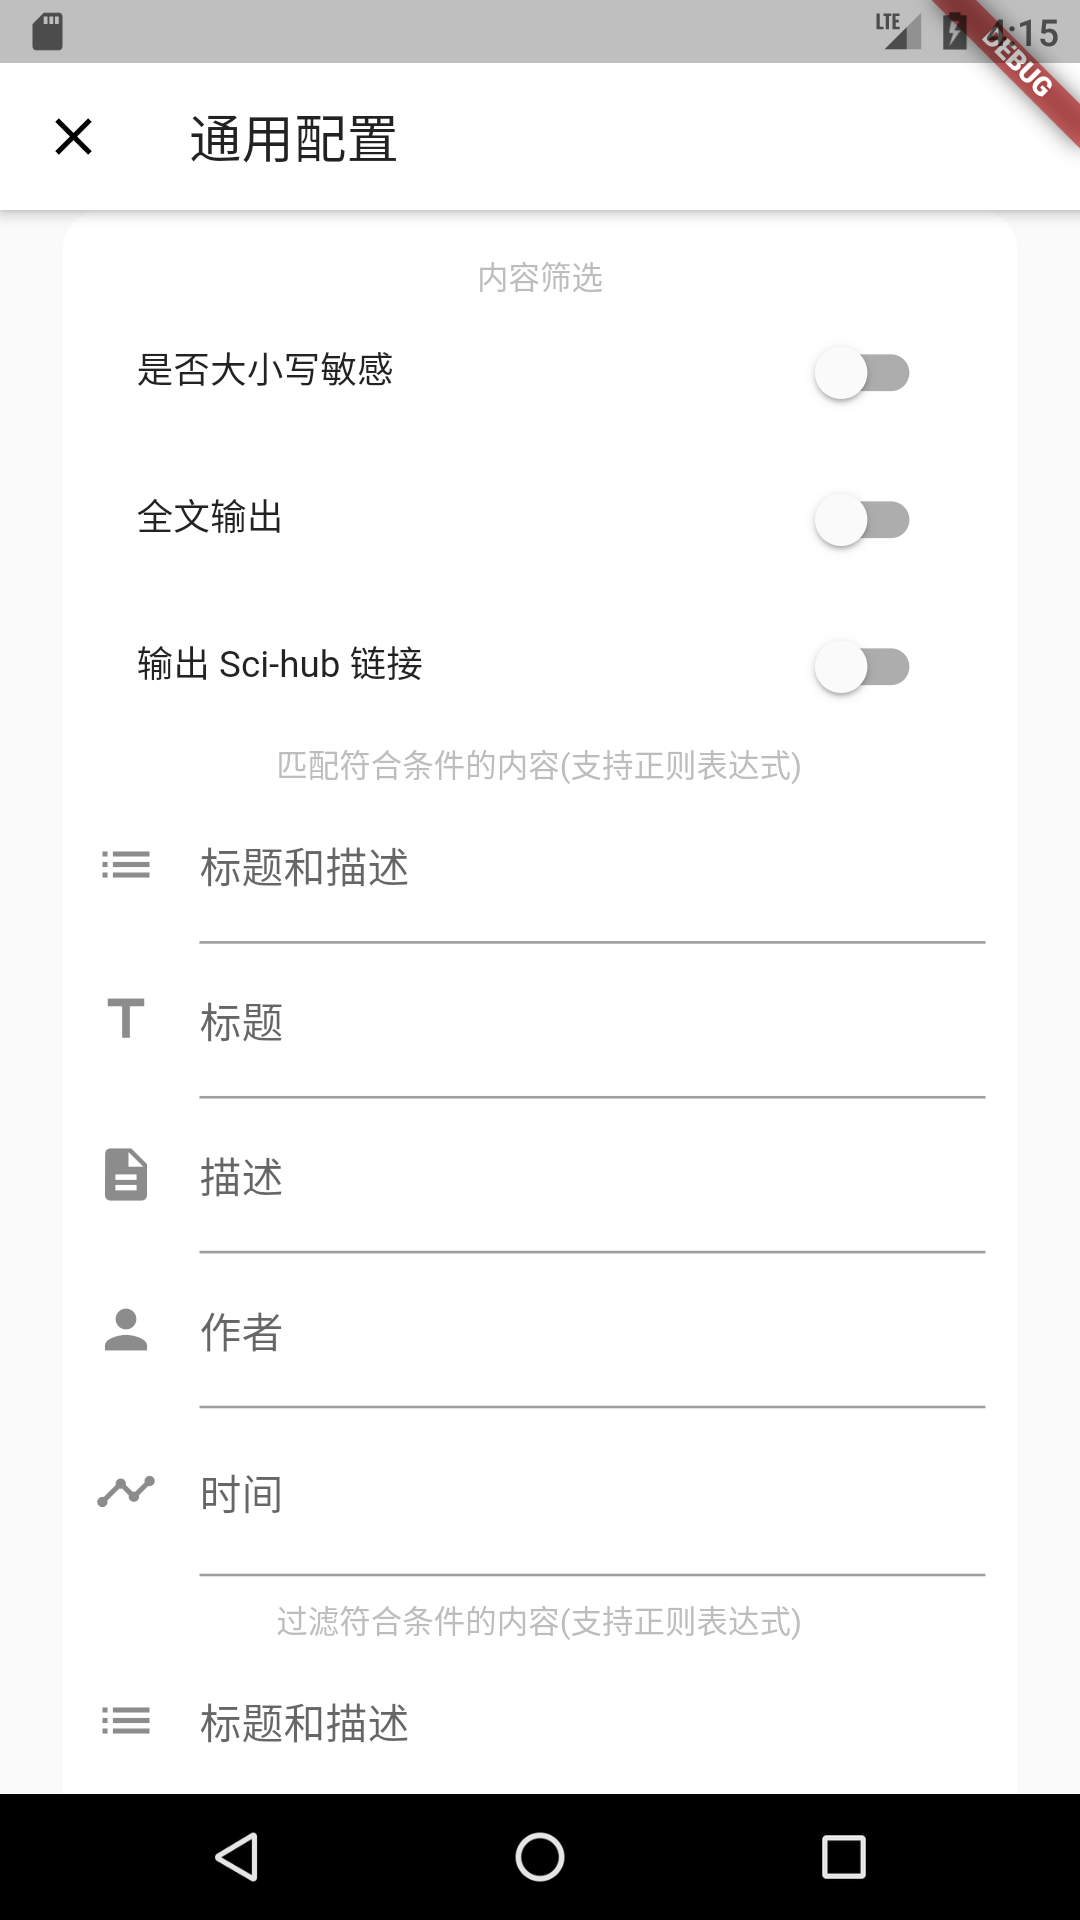 LTE 4:15
DEBUG
通用配置
内容筛选
是否大小写敏感
全文输出
输出 Sci-hub 链接
匹配符合条件的内容(支持正则表达式)
标题和描述
标题
描述
作者
时间
过滤符合条件的内容(支持正则表达式)
标题和描述